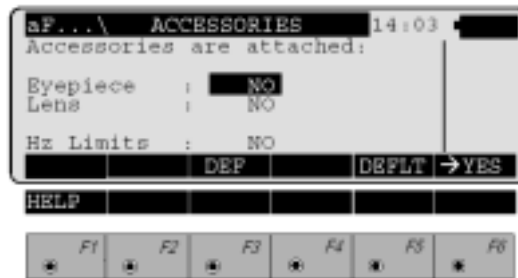 aF...\ ACCESSORIES 14:03
Accessories are attached:
Eyepiece : NO
Lens : NO
Hz Limits : NO
DEF DEFLT →YES
HELP
F1 F2 F3 F4 F5 F6